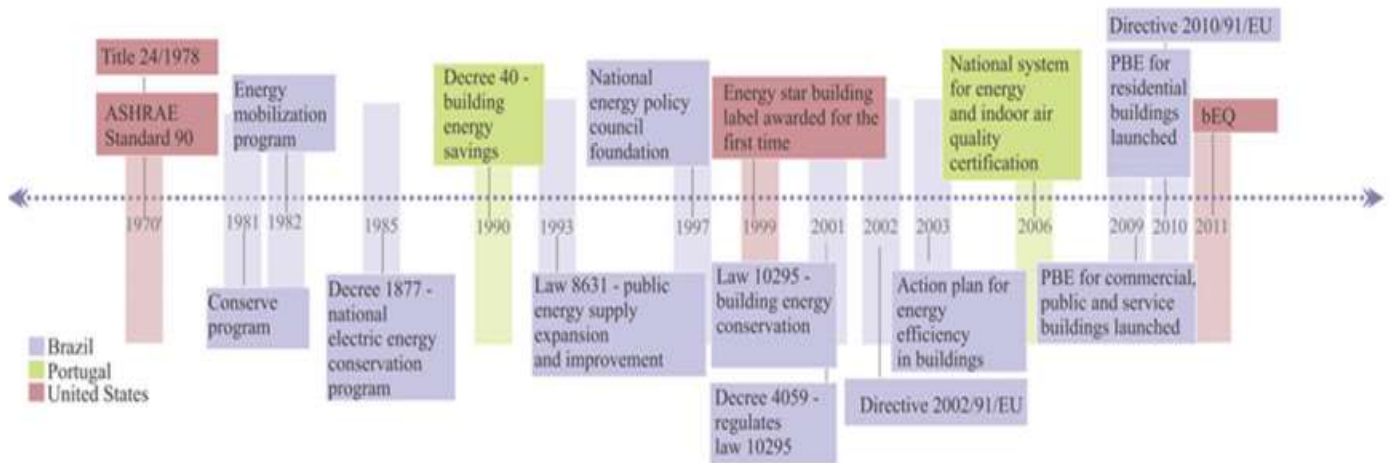 Directive 2010/91/EU
Title 24/1978
ASHRAE
Standard 90
Energy
mobilization
program
Decree 40 -
building
energy
savings
National
energy policy
council
foundation
Energy star building
label awarded for the
first time
National system
for energy
and indoor air
quality
certification
PBE for
residential
buildings
launched
bEQ
1970'
1981
1982
1985
1990
1993
1997
1999
2001
2002
2003
2006
2009
2010
2011
Conserve
program
Decree 1877 -
national
electric energy
conservation
program
Law 8631 - public
energy supply
expansion
and improvement
Law 10295 -
building energy
conservation
Decree 4059 -
regulates
law 10295
Directive 2002/91/EU
Action plan for
energy
efficiency
in buildings
PBE for commercial,
public and service
buildings launched
Brazil
Portugal
United States